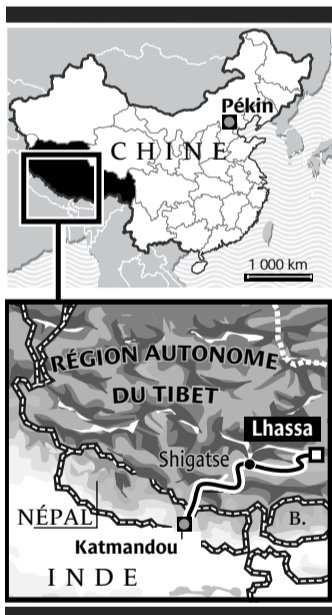 Pékin
CHINE
1 000 km
RÉGION AUTONOME
DU TIBET
Lhassa
Shigatse
NÉPAL
B.
Katmandou
INDE